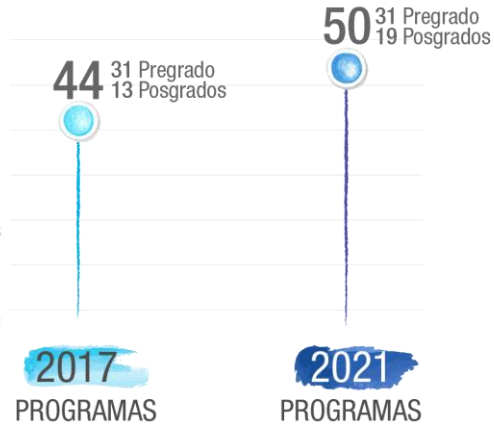 44 31 Pregrado
13 Posgrados
50 31 Pregrado
19 Posgrados
2017
PROGRAMAS
2021
PROGRAMAS